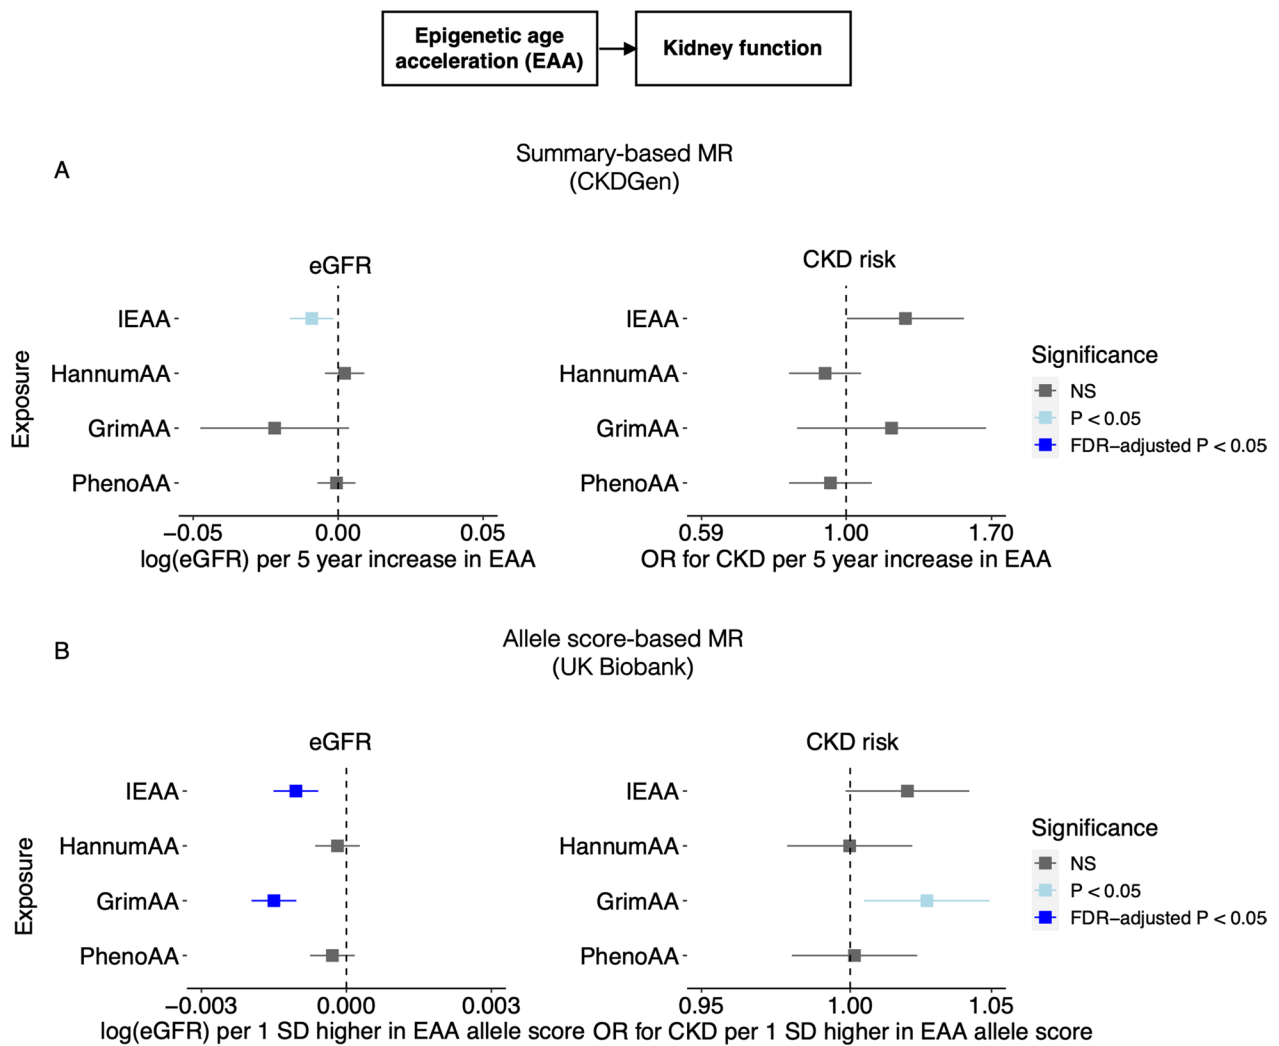 Epigenetic age
acceleration (EAA)
Kidney function
A
Summary-based MR
(CKDGen)
eGFR
CKD risk
Exposure
IEAA
HannumAA
GrimAA
PhenoAA
−0.05 0.00 0.05
log(eGFR) per 5 year increase in EAA
IEAA
HannumAA
GrimAA
PhenoAA
0.59 1.00 1.70
OR for CKD per 5 year increase in EAA
Significance
NS
P < 0.05
FDR−adjusted P < 0.05
B
Allele score-based MR
(UK Biobank)
eGFR
CKD risk
Exposure
IEAA
HannumAA
GrimAA
PhenoAA
−0.003 0.000 0.003
log(eGFR) per 1 SD higher in EAA allele score
IEAA
HannumAA
GrimAA
PhenoAA
0.95 1.00 1.05
OR for CKD per 1 SD higher in EAA allele score
Significance
NS
P < 0.05
FDR−adjusted P < 0.05